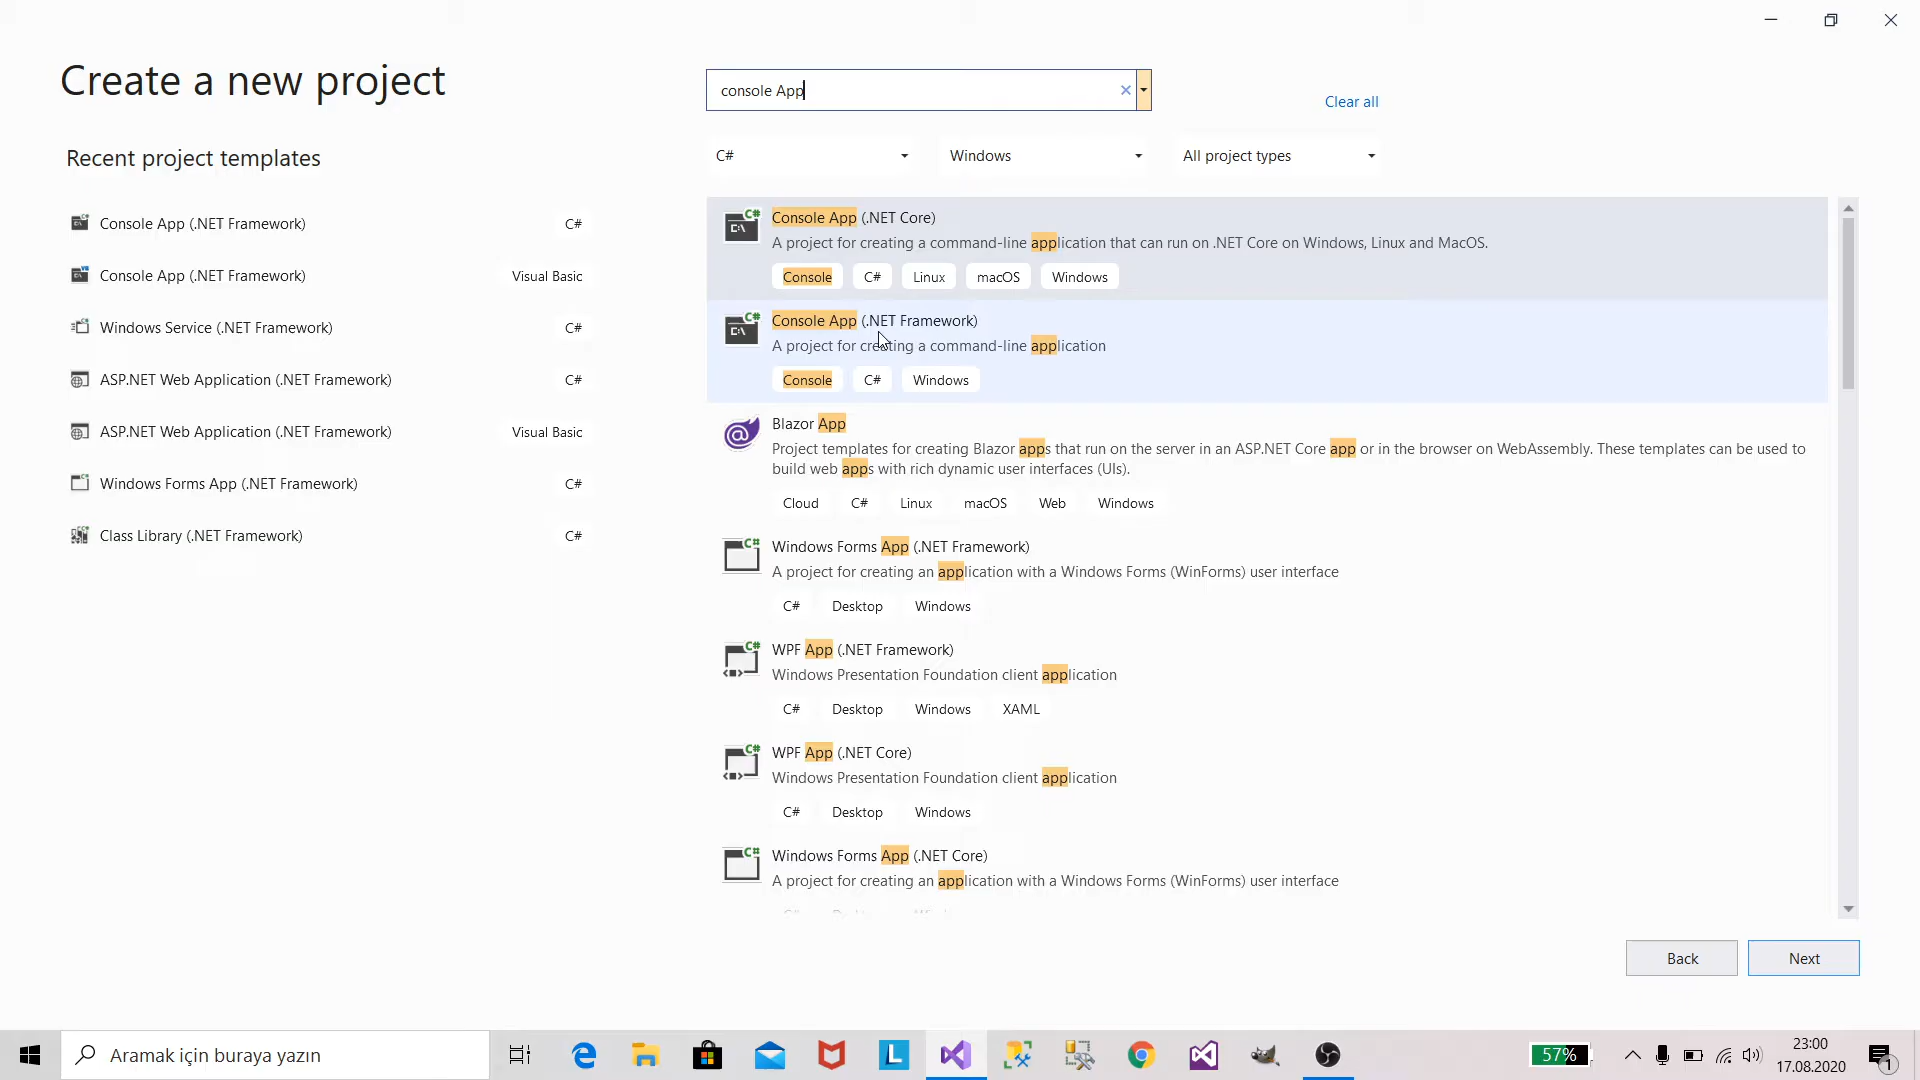 Create a new project
console App
Clear all
C#
Windows
All project types
Recent project templates
Console App (.NET Framework)
C#
Console App (.NET Framework)
Visual Basic
Windows Service (.NET Framework)
C#
ASP.NET Web Application (.NET Framework)
C#
ASP.NET Web Application (.NET Framework)
Visual Basic
Windows Forms App (.NET Framework)
C#
Class Library (.NET Framework)
C#
Console App (.NET Core)
A project for creating a command-line application that can run on .NET Core on Windows, Linux and MacOS.
Console C# Linux macOS Windows
Console App (.NET Framework)
A project for creating a command-line application
Console C# Windows
Blazor App
Project templates for creating Blazor apps that run on the server in an ASP.NET Core app or in the browser on WebAssembly. These templates can be used to
build web apps with rich dynamic user interfaces (UIs).
Cloud C# Linux macOS Web Windows
Windows Forms App (.NET Framework)
A project for creating an application with a Windows Forms (WinForms) user interface
C# Desktop Windows
WPF App (.NET Framework)
Windows Presentation Foundation client application
C# Desktop Windows XAML
WPF App (.NET Core)
Windows Presentation Foundation client application
C# Desktop Windows
Windows Forms App (.NET Core)
A project for creating an application with a Windows Forms (WinForms) user interface
Back
Next
Aramak için buraya yazın
57%
23:00
17.08.2020
1